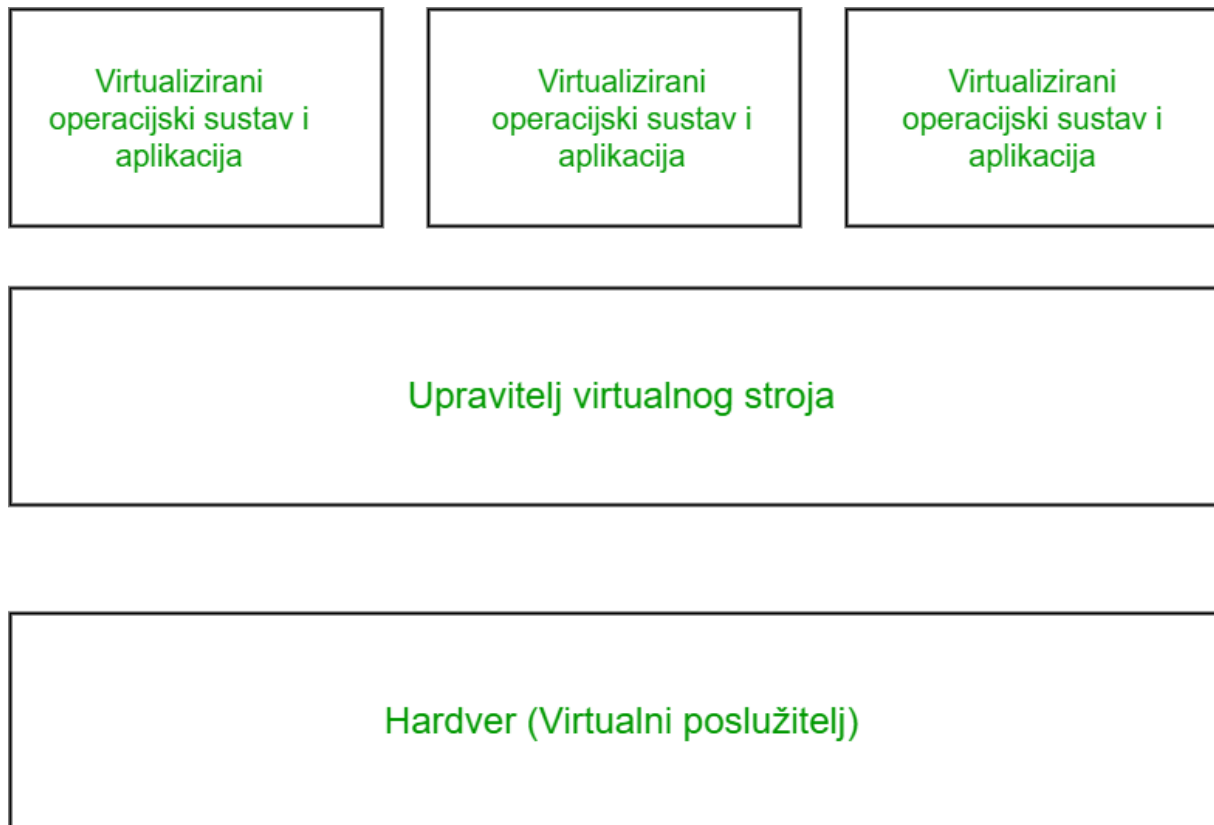 Virtualizirani
operacijski sustav i
aplikacija
Virtualizirani
operacijski sustav i
aplikacija
Virtualizirani
operacijski sustav i
aplikacija
Upravitelj virtualnog stroja
Hardver (Virtualni poslužitelj)